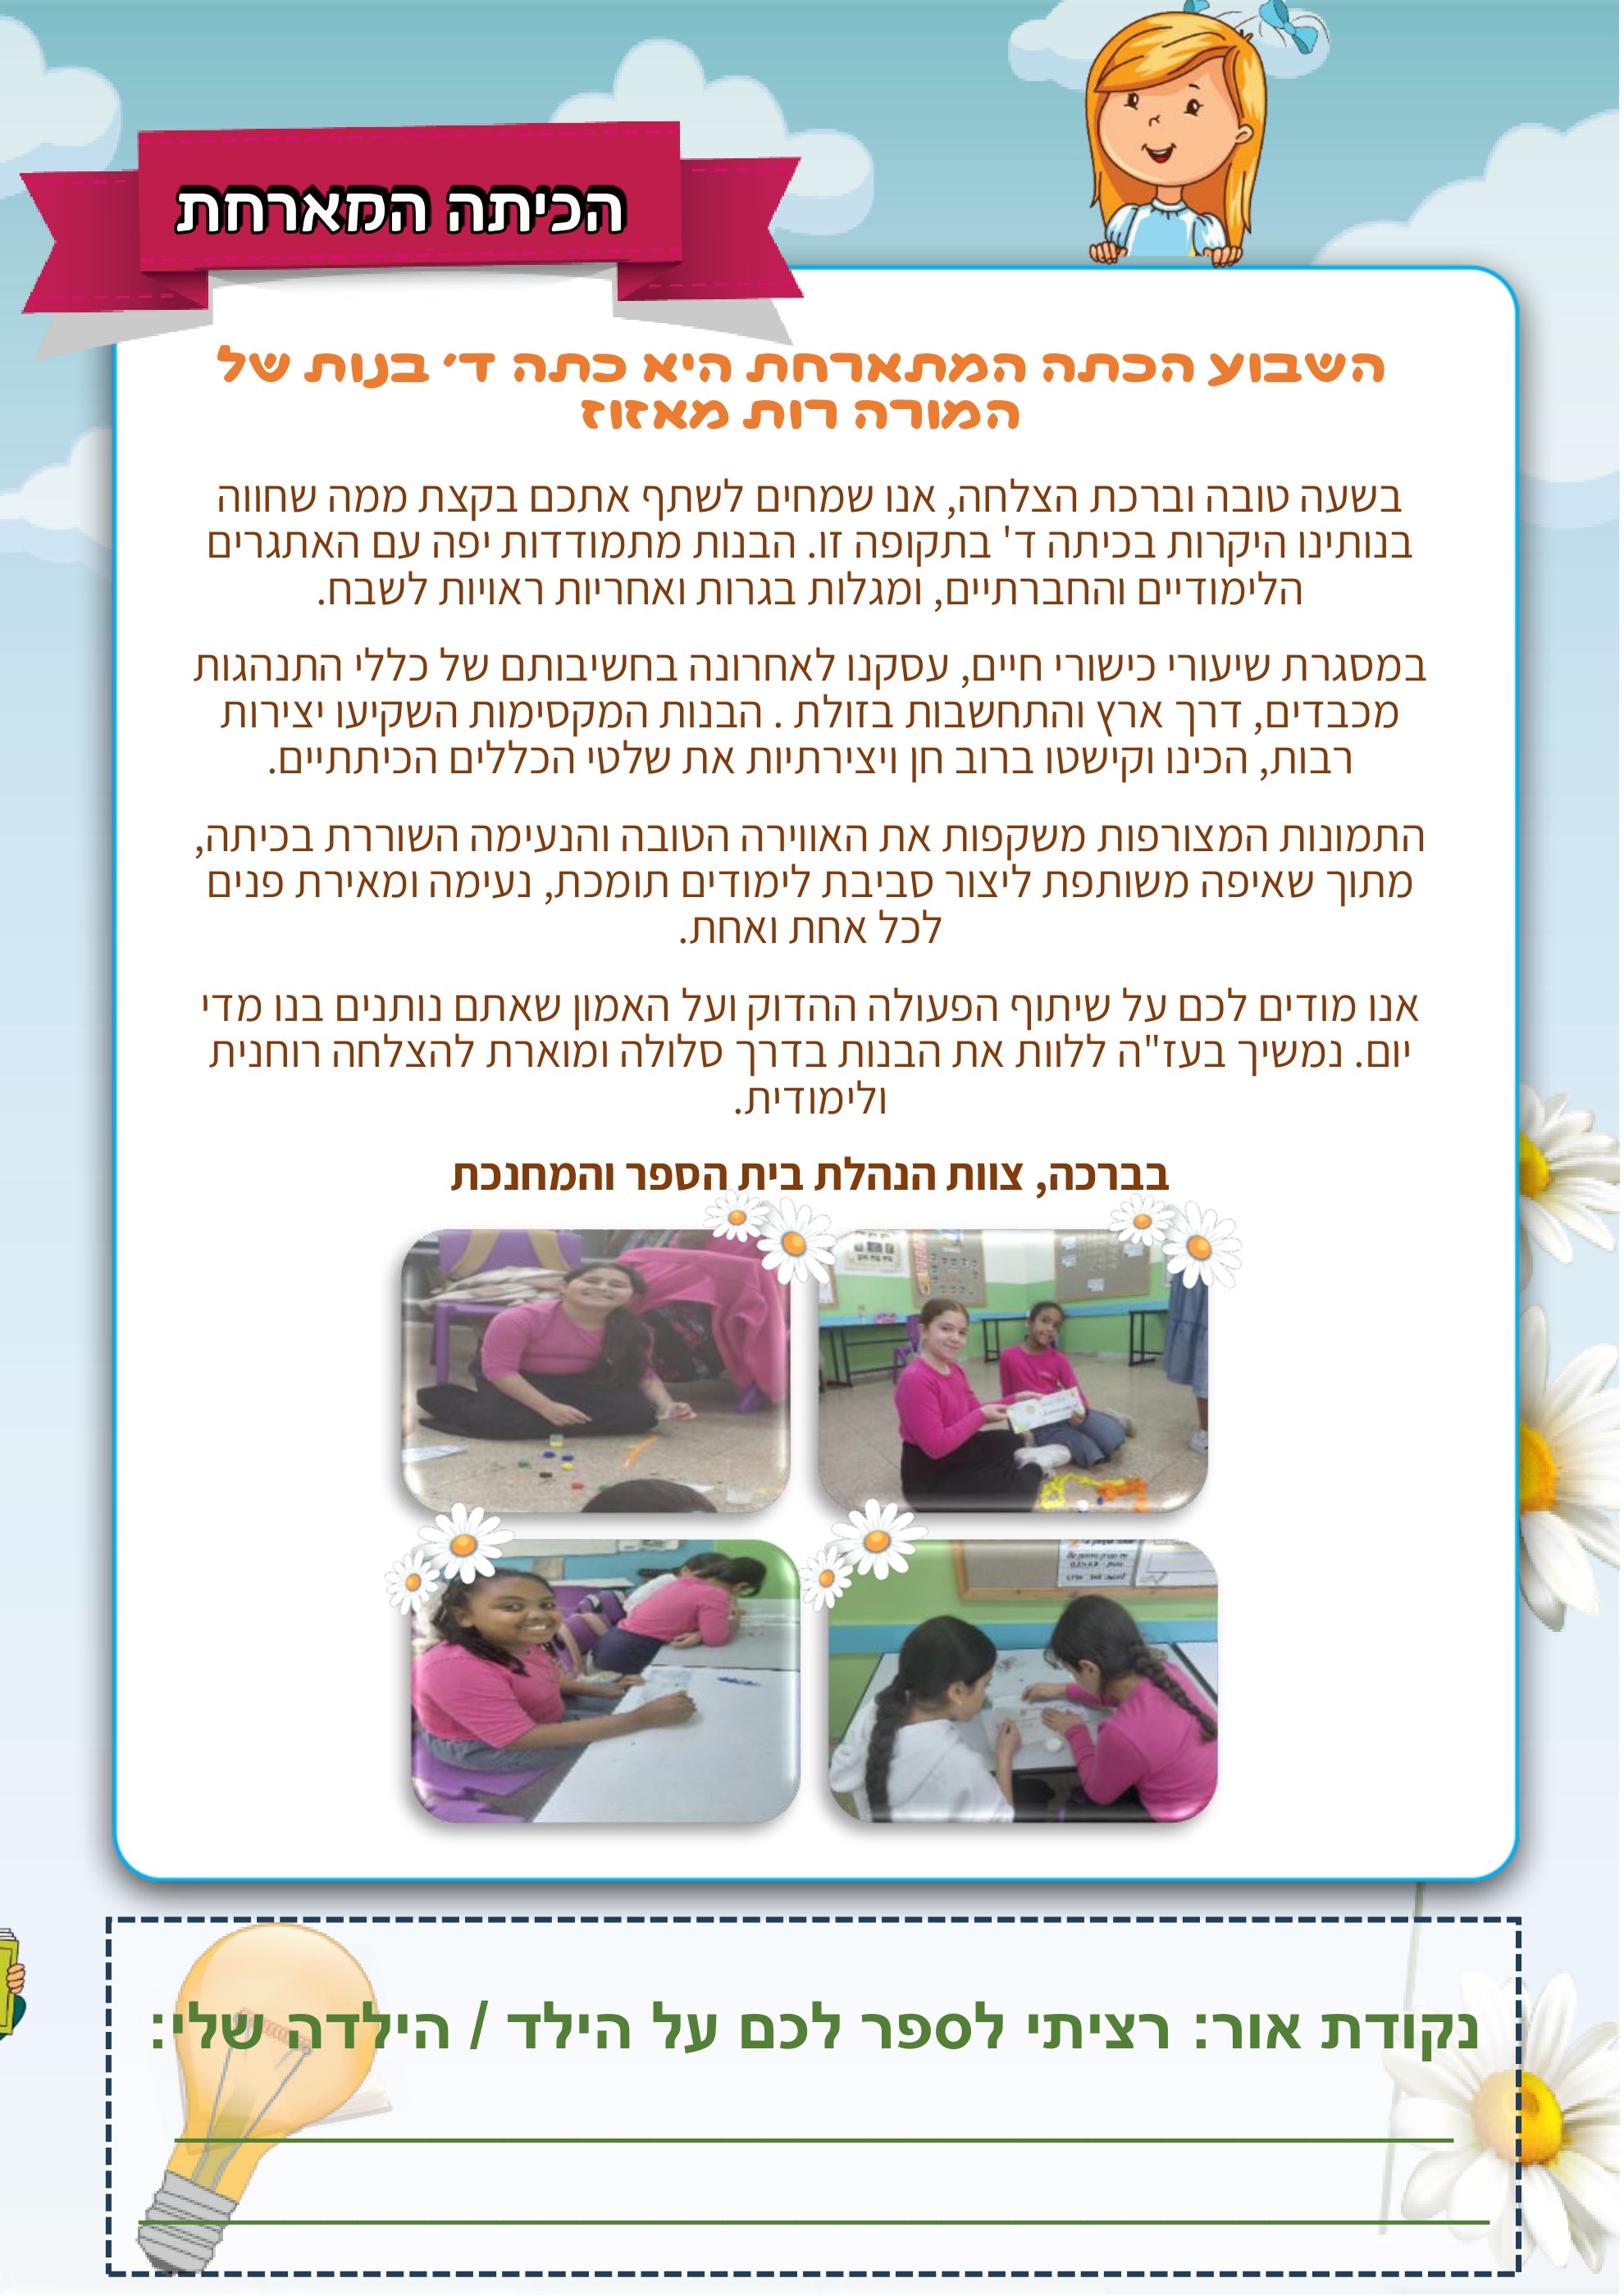 הכיתה המארחת
השבוע הכתה המתארחת היא כתה ד' בנות של
המורה רות מאזוז
בשעה טובה וברכת הצלחה, אנו שמחים לשתף אתכם בקצת ממה שחווה
בנותינו היקרות בכיתה ד' בתקופה זו. הבנות מתמודדות יפה עם האתגרים
הלימודיים והחברתיים, ומגלות בגרות ואחריות ראויות לשבח.
במסגרת שיעורי כישורי חיים, עסקנו לאחרונה בחשיבותם של כללי התנהגות
מכבדים, דרך ארץ והתחשבות בזולת . הבנות המקסימות השקיעו יצירות
רבות, הכינו וקישטו ברוב חן ויצירתיות את שלטי הכללים הכיתתיים.
התמונות המצורפות משקפות את האווירה הטובה והנעימה השוררת בכיתה,
מתוך שאיפה משותפת ליצור סביבת לימודים תומכת, נעימה ומאירת פנים
לכל אחת ואחת.
אנו מודים לכם על שיתוף הפעולה ההדוק ועל האמון שאתם נותנים בנו מדי
יום. נמשיך בעז"ה ללוות את הבנות בדרך סלולה ומוארת להצלחה רוחנית
ולימודית.
בברכה, צוות הנהלת בית הספר והמחנכת
נקודת אור: רציתי לספר לכם על הילד / הילדה שלי: